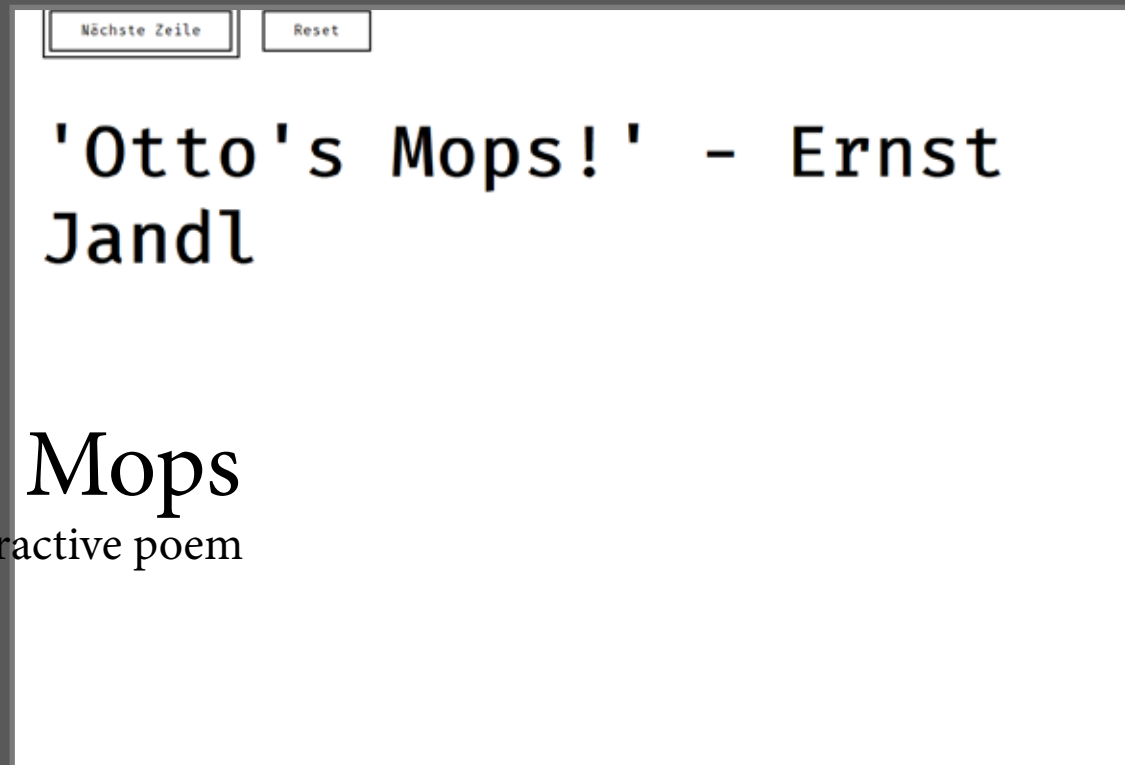 Nächste Zeile Reset
'Otto's Mops!' - Ernst
Jandl
Mops
ractive poem